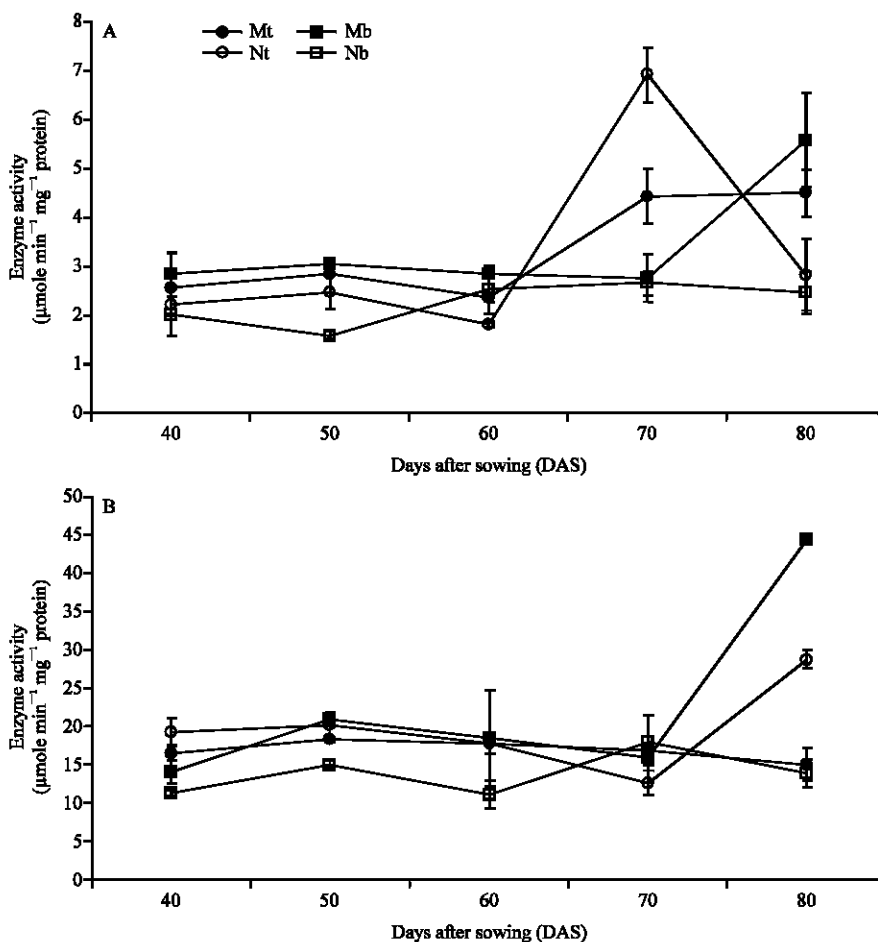 A
Mt Mb
Nt Nb
8
7
6
5
4
3
2
1
0
Enzyme activity
(μmole min⁻¹ mg⁻¹ protein)
40 50 60 70 80
Days after sowing (DAS)
B
50
45
40
35
30
25
20
15
10
5
0
Enzyme activity
(μmole min⁻¹ mg⁻¹ protein)
40 50 60 70 80
Days after sowing (DAS)